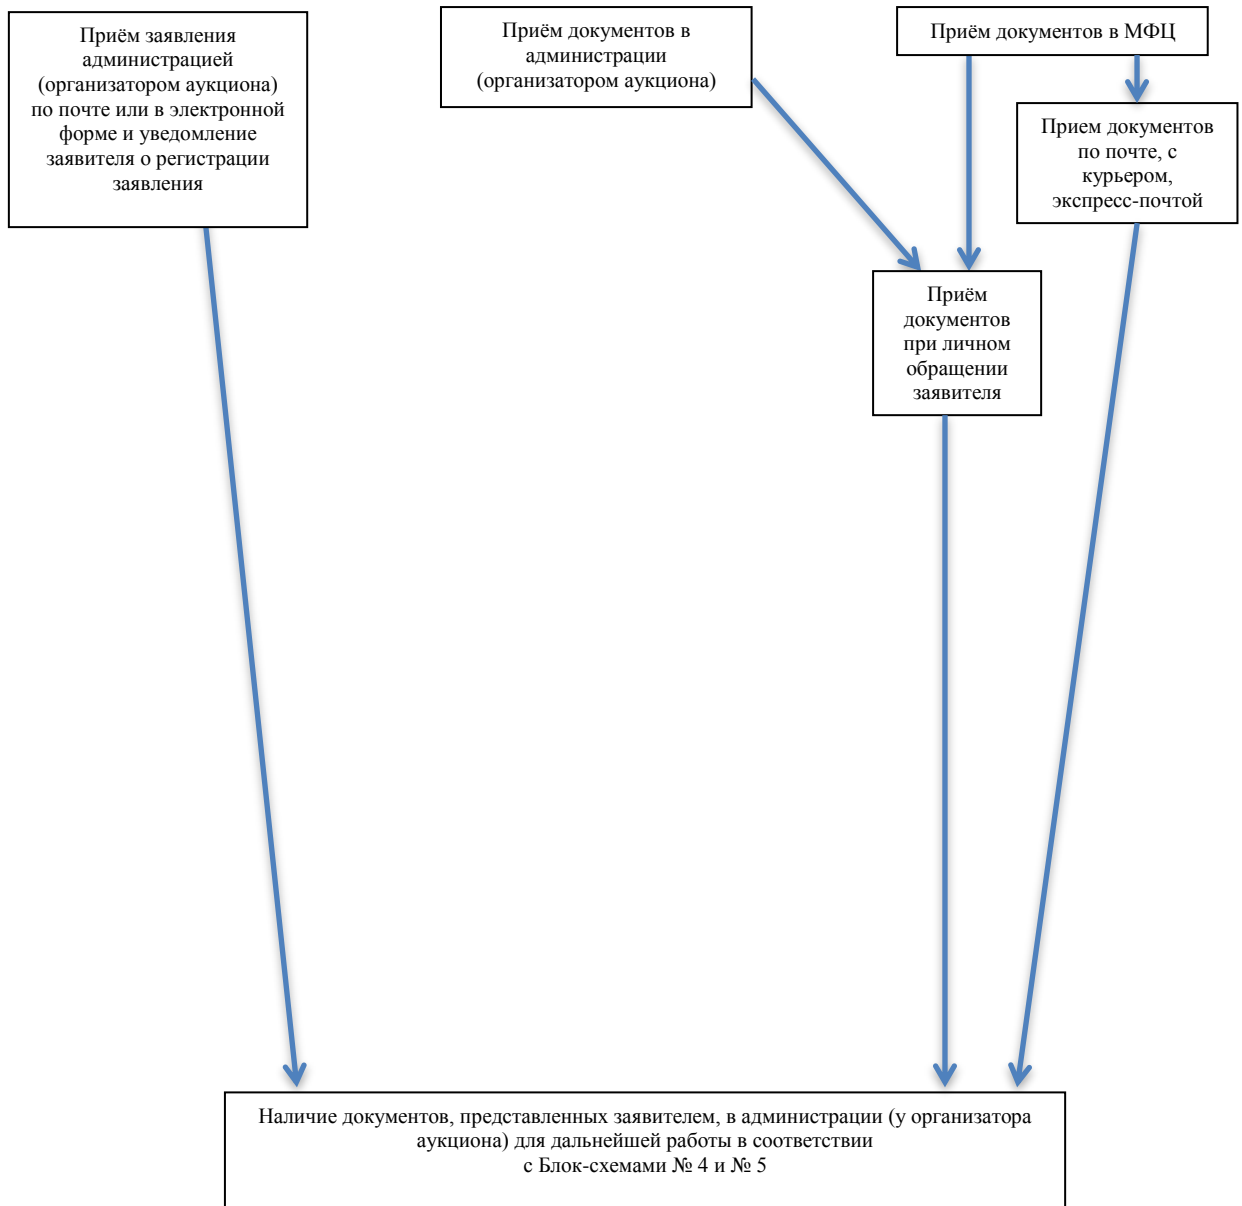 Приём заявления
администрацией
(организатором аукциона)
по почте или в электронной
форме и уведомление
заявителя о регистрации
заявления
Приём документов в
администрации
(организатором аукциона)
Приём документов в МФЦ
Прием документов
по почте, с
курьером,
экспресс-почтой
Приём
документов
при личном
обращении
заявителя
Наличие документов, представленных заявителем, в администрации (у организатора
аукциона) для дальнейшей работы в соответствии
с Блок-схемами № 4 и № 5